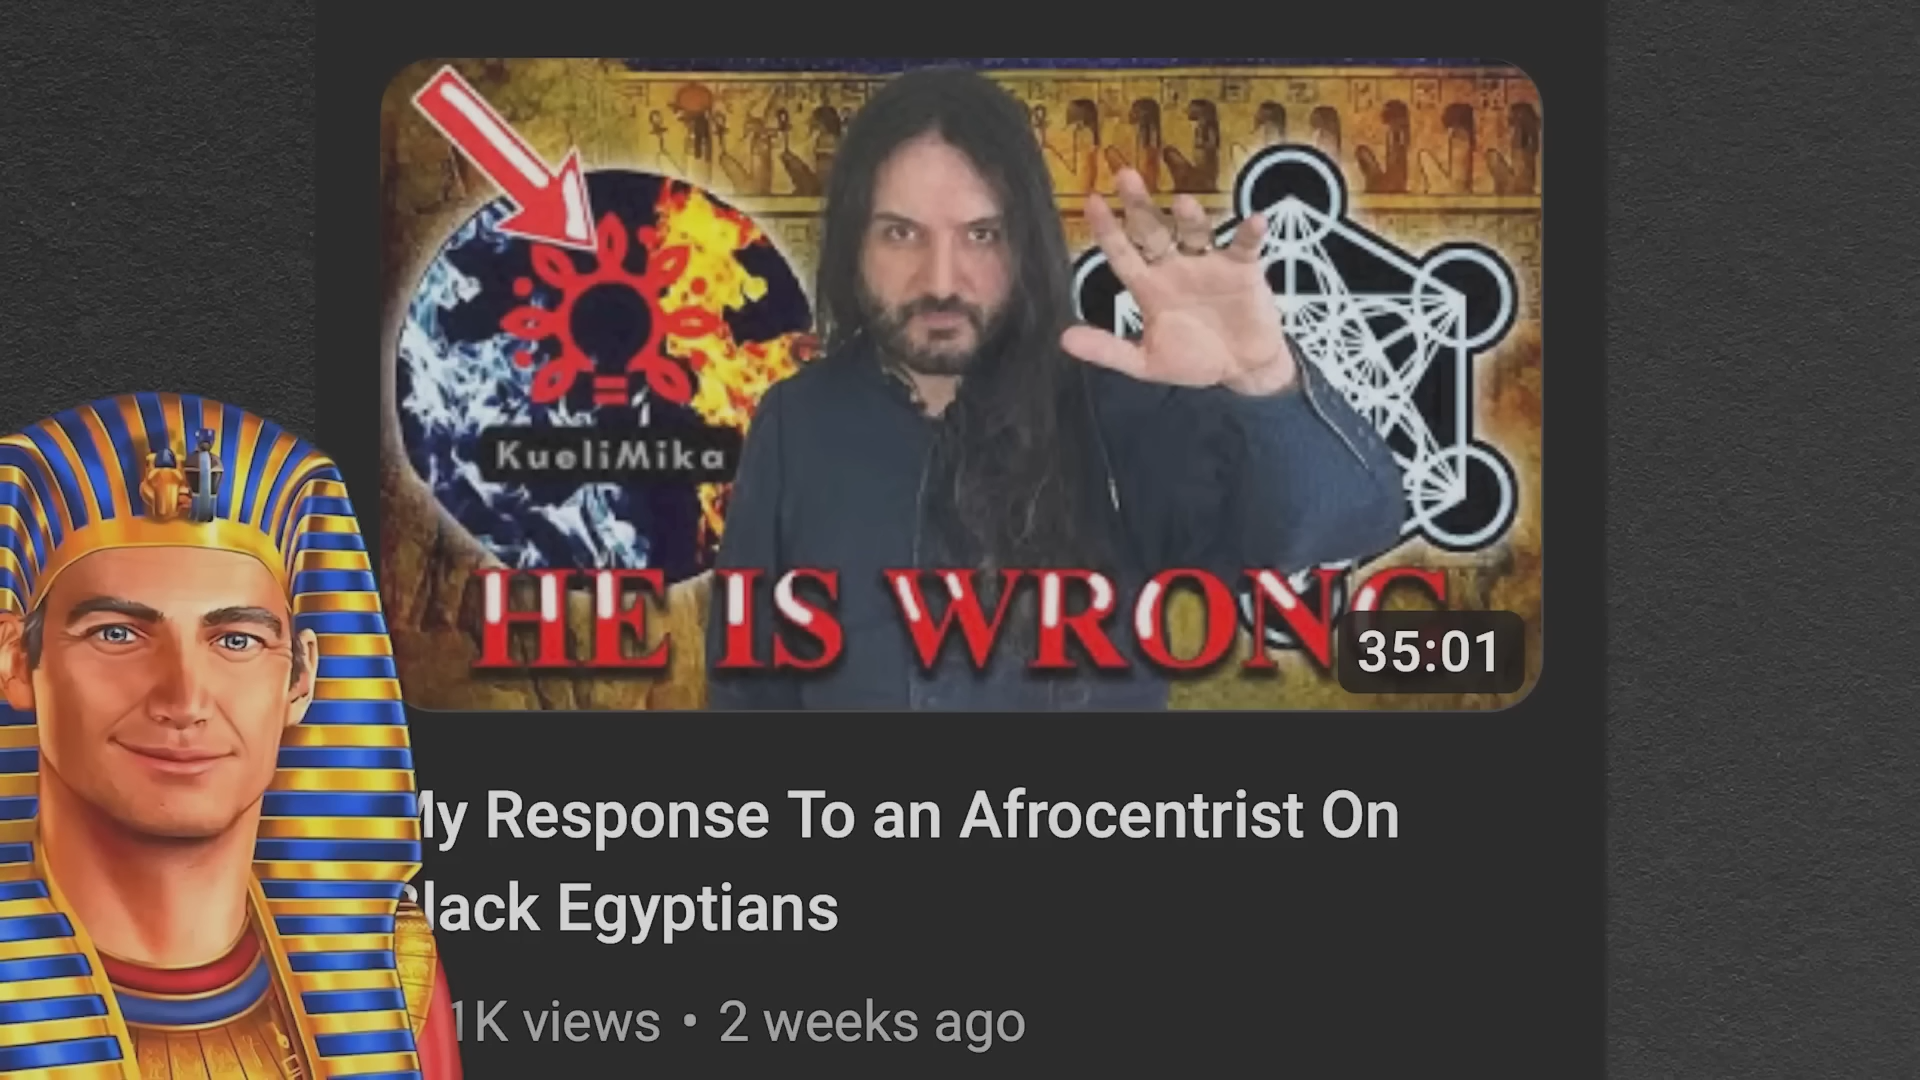 KueliMika
HE IS WRONG
35:01
My Response To an Afrocentrist On
Black Egyptians
1K views • 2 weeks ago